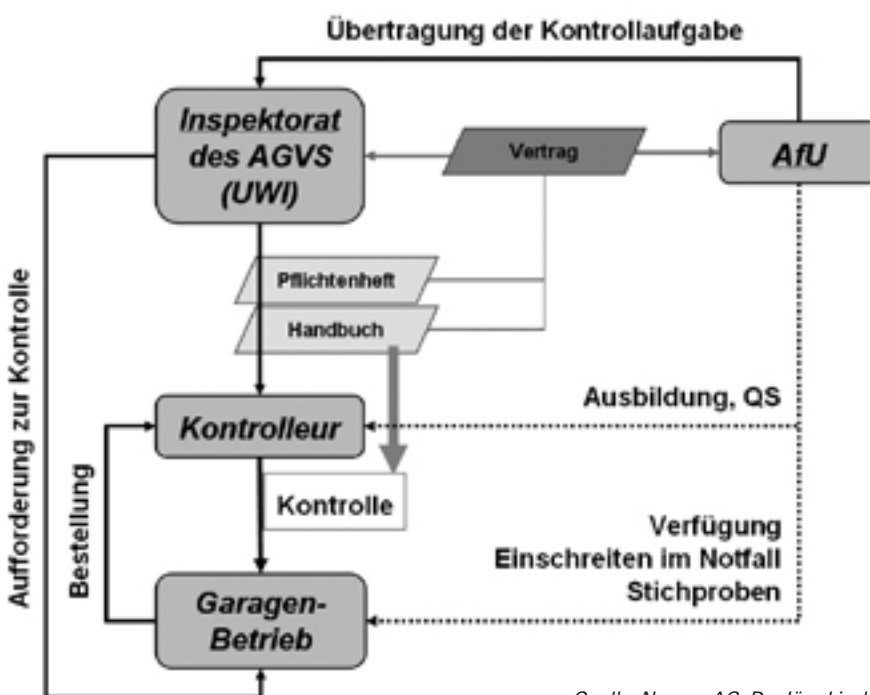 Übertragung der Kontrollaufgabe
Inspektorat
des AGVS
(UWI)
Vertrag
AfU
Pflichtenheft
Handbuch
Aufforderung zur Kontrolle
Ausbildung, QS
Kontrolleur
Bestellung
Kontrolle
Verfügung
Einschreiten im Notfall
Stichproben
Garagen-
Betrieb